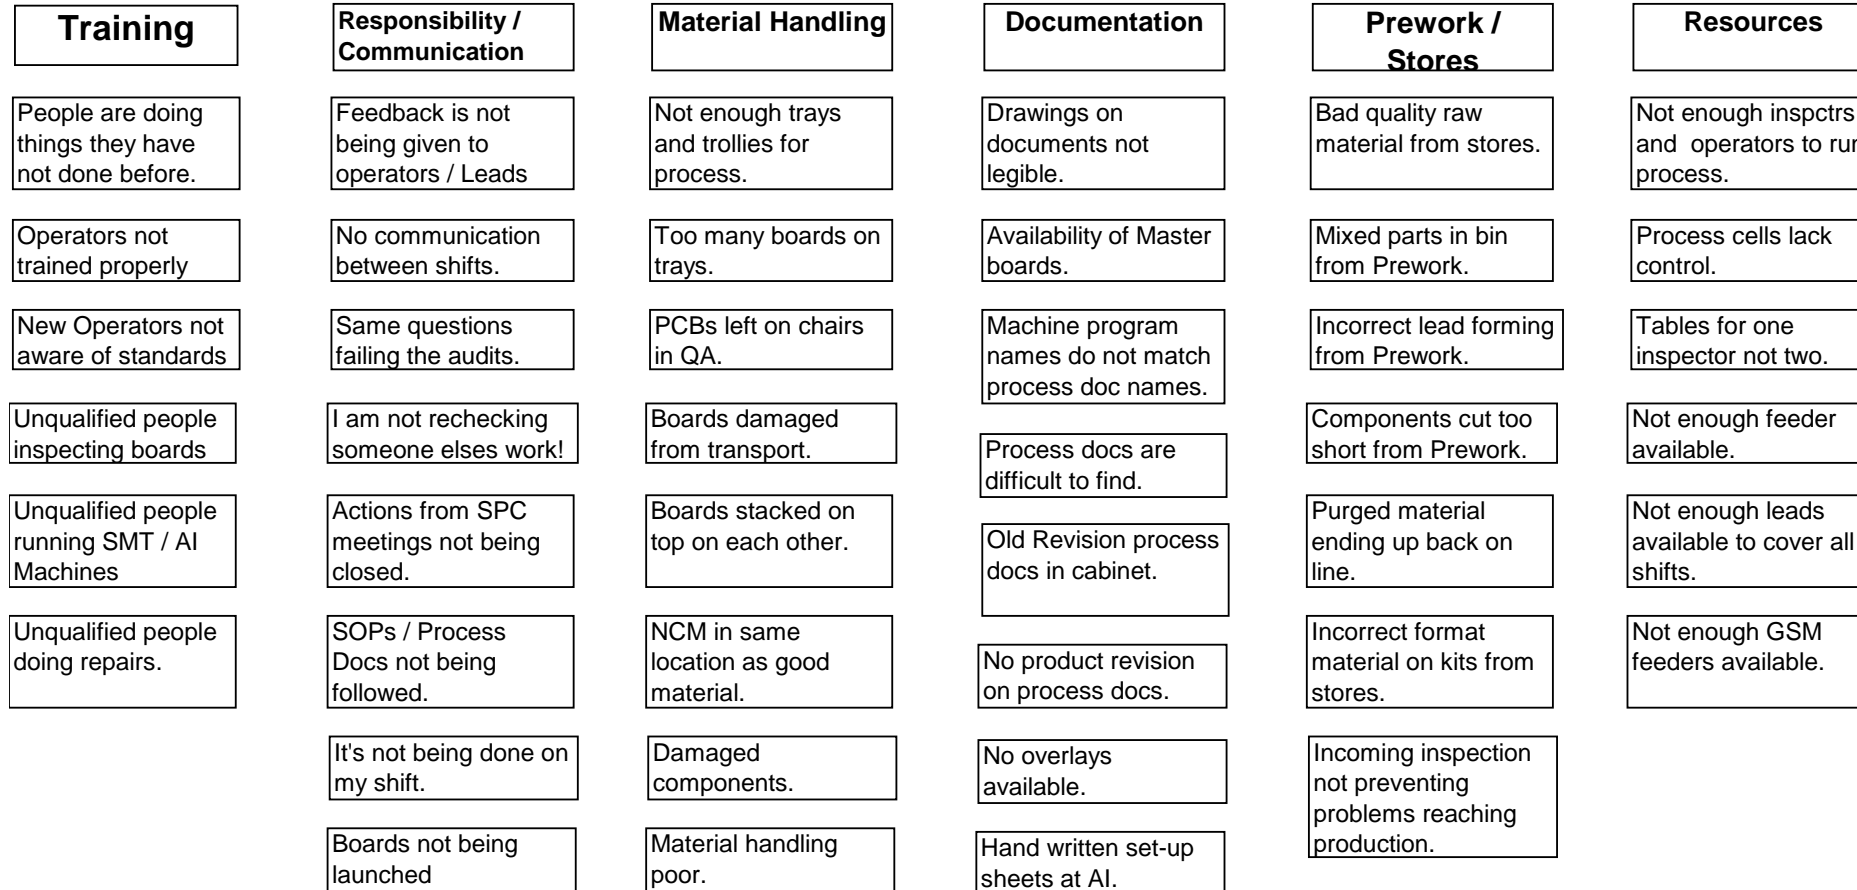 Training
People are doing
things they have
not done before.
Operators not
trained properly
New Operators not
aware of standards
Unqualified people
inspecting boards
Unqualified people
running SMT / AI
Machines
Unqualified people
doing repairs.
Responsibility /
Communication
Feedback is not
being given to
operators / Leads
No communication
between shifts.
Same questions
failing the audits.
I am not rechecking
someone elses work!
Actions from SPC
meetings not being
closed.
SOPs / Process
Docs not being
followed.
It's not being done on
my shift.
Boards not being
launched
Material Handling
Not enough trays
and trollies for
process.
Too many boards on
trays.
PCBs left on chairs
in QA.
Boards damaged
from transport.
Boards stacked on
top on each other.
NCM in same
location as good
material.
Damaged
components.
Material handling
poor.
Documentation
Drawings on
documents not
legible.
Availability of Master
boards.
Machine program
names do not match
process doc names.
Process docs are
difficult to find.
Old Revision process
docs in cabinet.
No product revision
on process docs.
No overlays
available.
Hand written set-up
sheets at AI.
Prework /
Stores
Bad quality raw
material from stores.
Mixed parts in bin
from Prework.
Incorrect lead forming
from Prework.
Components cut too
short from Prework.
Purged material
ending up back on
line.
Incorrect format
material on kits from
stores.
Incoming inspection
not preventing
problems reaching
production.
Resources
Not enough inspctrs
and operators to run
process.
Process cells lack
control.
Tables for one
inspector not two.
Not enough feeder
available.
Not enough leads
available to cover all
shifts.
Not enough GSM
feeders available.